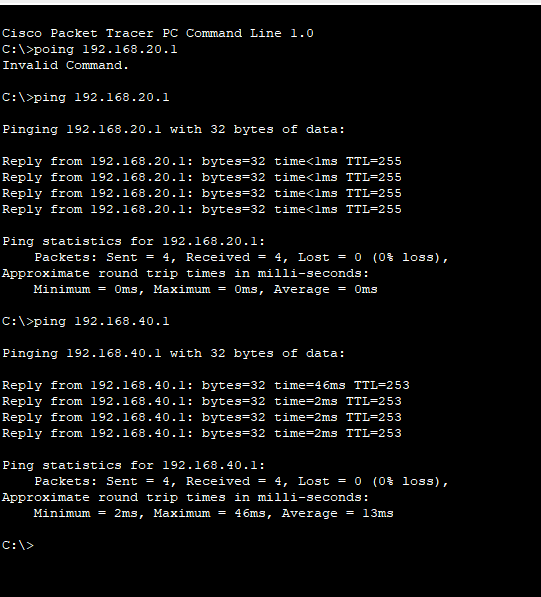 Cisco Packet Tracer PC Command Line 1.0
C:\>poing 192.168.20.1
Invalid Command.
C:\>ping 192.168.20.1
Pinging 192.168.20.1 with 32 bytes of data:
Reply from 192.168.20.1: bytes=32 time<1ms TTL=255
Reply from 192.168.20.1: bytes=32 time<1ms TTL=255
Reply from 192.168.20.1: bytes=32 time<1ms TTL=255
Reply from 192.168.20.1: bytes=32 time<1ms TTL=255
Ping statistics for 192.168.20.1:
Packets: Sent = 4, Received = 4, Lost = 0 (0% loss),
Approximate round trip times in milli-seconds:
Minimum = 0ms, Maximum = 0ms, Average = 0ms
C:\>ping 192.168.40.1
Pinging 192.168.40.1 with 32 bytes of data:
Reply from 192.168.40.1: bytes=32 time=46ms TTL=253
Reply from 192.168.40.1: bytes=32 time=2ms TTL=253
Reply from 192.168.40.1: bytes=32 time=2ms TTL=253
Reply from 192.168.40.1: bytes=32 time=2ms TTL=253
Ping statistics for 192.168.40.1:
Packets: Sent = 4, Received = 4, Lost = 0 (0% loss),
Approximate round trip times in milli-seconds:
Minimum = 2ms, Maximum = 46ms, Average = 13ms
C:\>